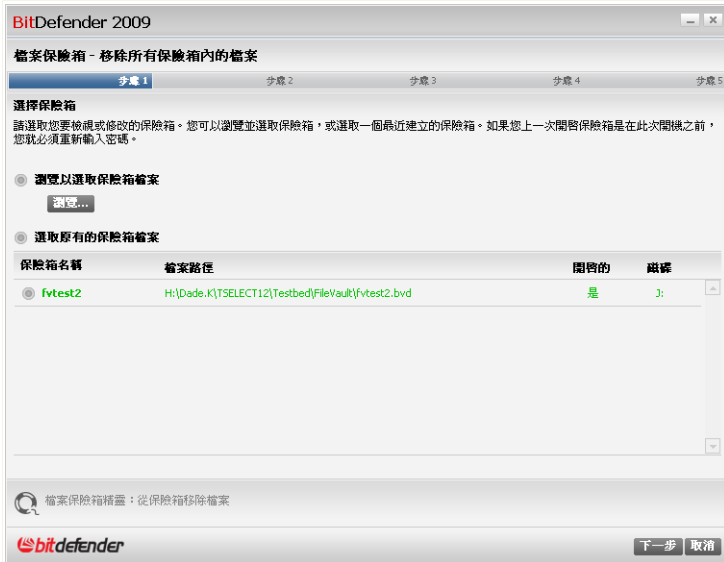 BitDefender 2009
檔案保險箱 - 移除所有保險箱內的檔案
步驟 1 步驟 2 步驟 3 步驟 4 步驟 5
選擇保險箱
請選取您要檢視或修改的保險箱。您可以瀏覽並選取保險箱，或選取一個最近建立的保險箱。如果您上一次開啓保險箱是在此次開機之前，
您就必須重新輸入密碼。
瀏覽以選取保險箱檔案
瀏覽...
選取原有的保險箱檔案
保險箱名稱 檔案路徑 開啓的 磁碟
fvtest2 H:\Dade.K\TSELECT12\Testbed\FileVault\fvtest2.bvd 是 J:
檔案保險箱精靈：從保險箱移除檔案
bitdefender
下一步 取消